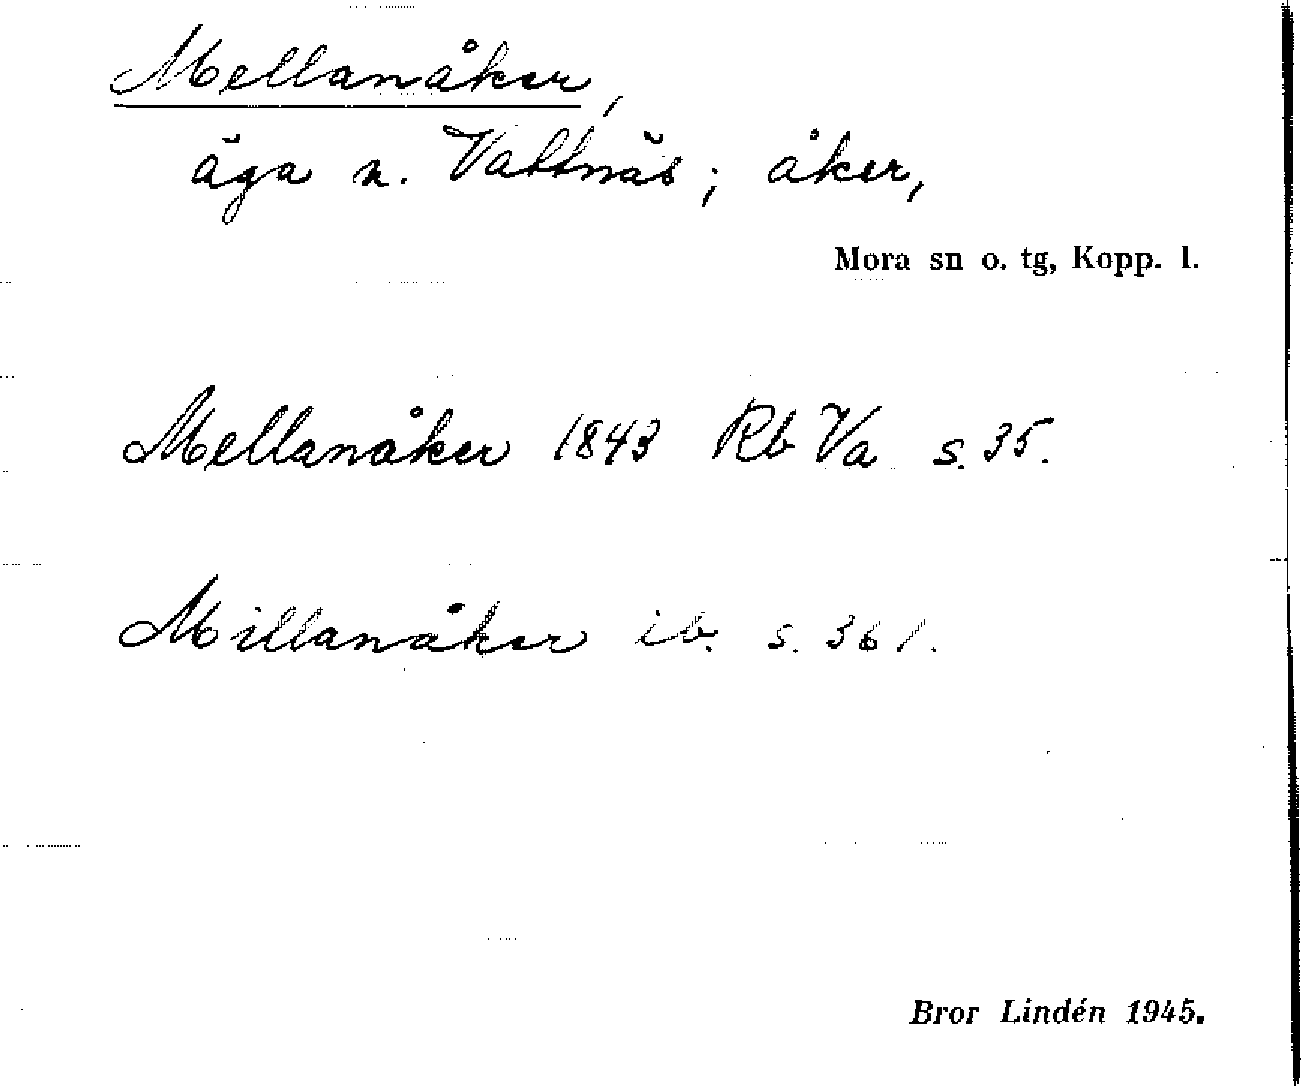 Mellanåker,
äga n. Vattnäs; åker,
Mora sn o. tg, Kopp. l.
Mellanåker 1843 Rb Va s. 35.
Millanåker ib. s. 361.
Bror Lindén 1945.